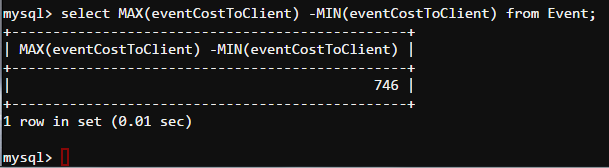 mysql> select MAX(eventCostToClient) -MIN(eventCostToClient) from Event;
+-----------------------------------------------+
| MAX(eventCostToClient) -MIN(eventCostToClient) |
+-----------------------------------------------+
|                                            746 |
+-----------------------------------------------+
1 row in set (0.01 sec)
mysql>